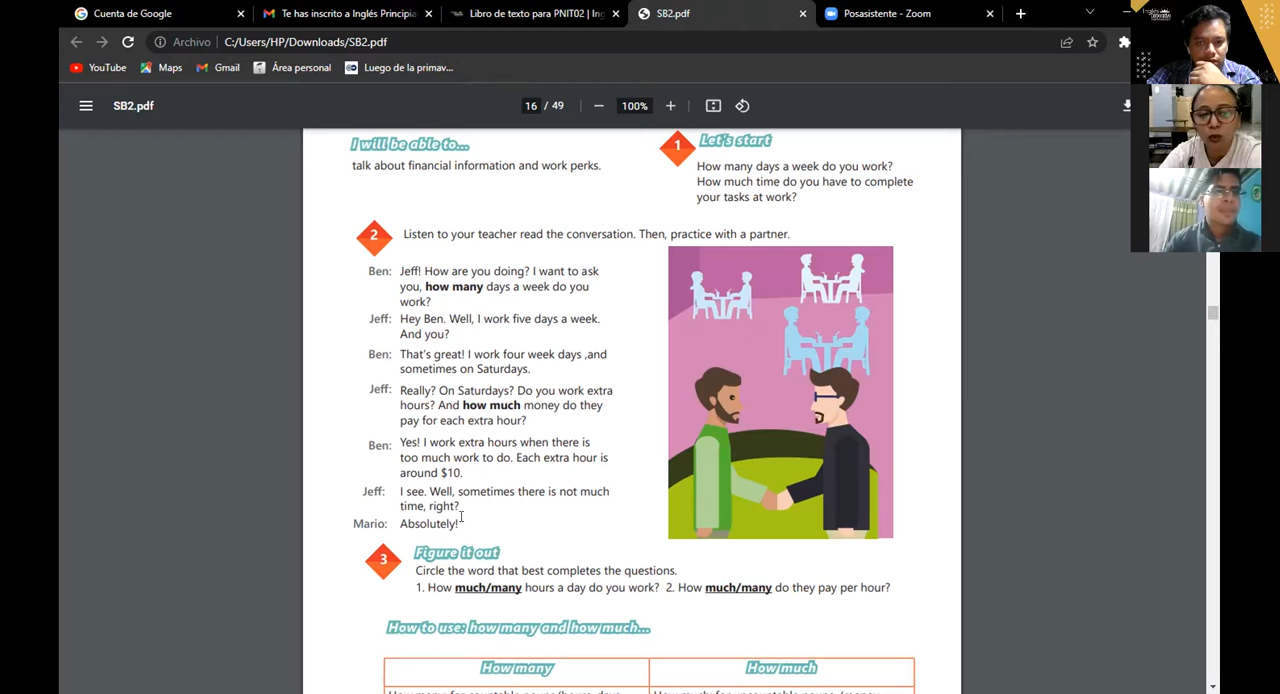 Cuenta de Google
Te has inscrito a Inglés Principia
Libro de texto para PNIT02 | Ing
SB2.pdf
Posasistente - Zoom
Archivo
C:/Users/HP/Downloads/SB2.pdf
YouTube
Maps
Gmail
Área personal
Luego de la primav...
SB2.pdf
16 / 49
100%
I will be able to...
talk about financial information and work perks.
1
Let's start
How many days a week do you work?
How much time do you have to complete
your tasks at work?
2
Listen to your teacher read the conversation. Then, practice with a partner.
Ben: Jeff! How are you doing? I want to ask
you, how many days a week do you
work?
Jeff: Hey Ben. Well, I work five days a week.
And you?
Ben: That's great! I work four week days ,and
sometimes on Saturdays.
Jeff: Really? On Saturdays? Do you work extra
hours? And how much money do they
pay for each extra hour?
Ben: Yes! I work extra hours when there is
too much work to do. Each extra hour is
around $10.
Jeff: I see. Well, sometimes there is not much
time, right?
Mario: Absolutely!
3
Figure it out
Circle the word that best completes the questions.
1. How much/many hours a day do you work? 2. How much/many do they pay per hour?
How to use: how many and how much...
How many
How much